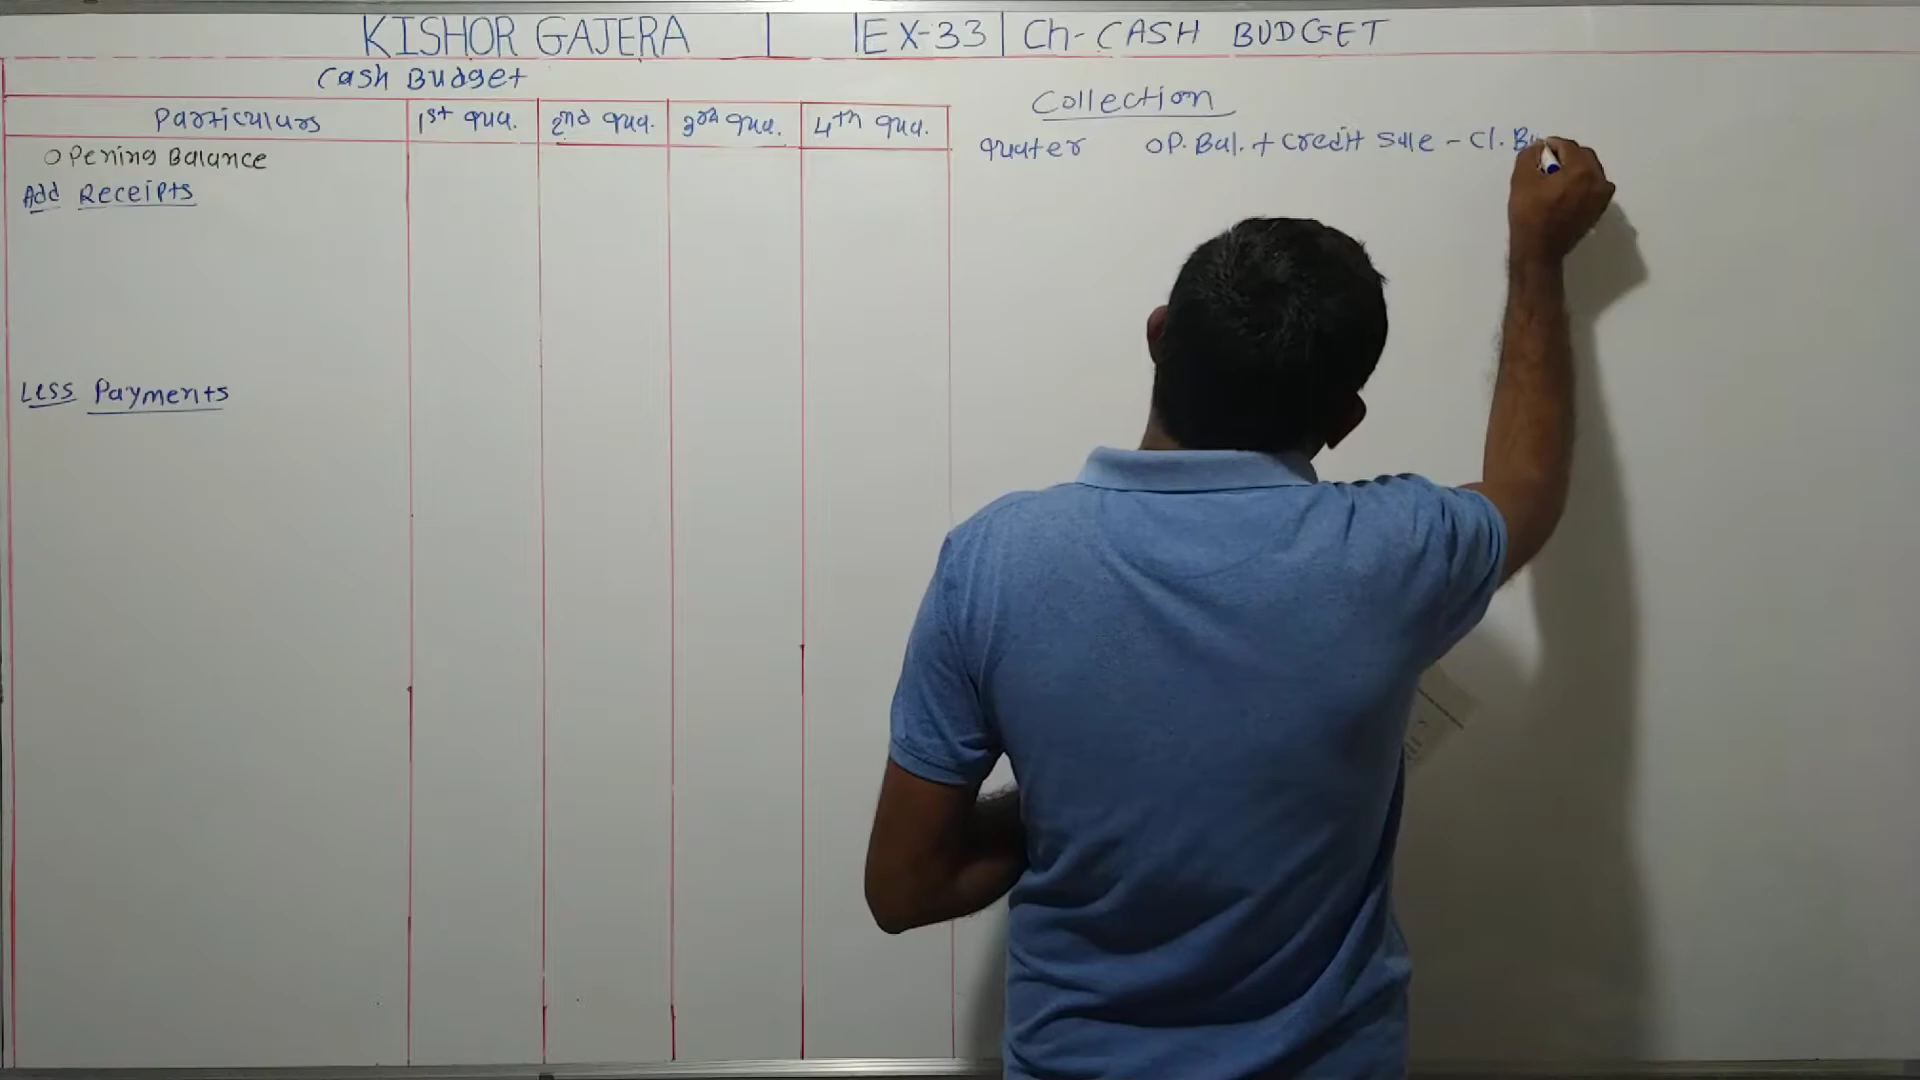 KISHOR GAJERA | EX-33 | Ch-CASH BUDGET
Cash Budget
Particulars 1st qua. 2nd qua. 3rd qua. 4th qua.
Opening Balance
Add Receipts
Less Payments
Collection
quater OP. Bal. + Credit Sale - Cl.